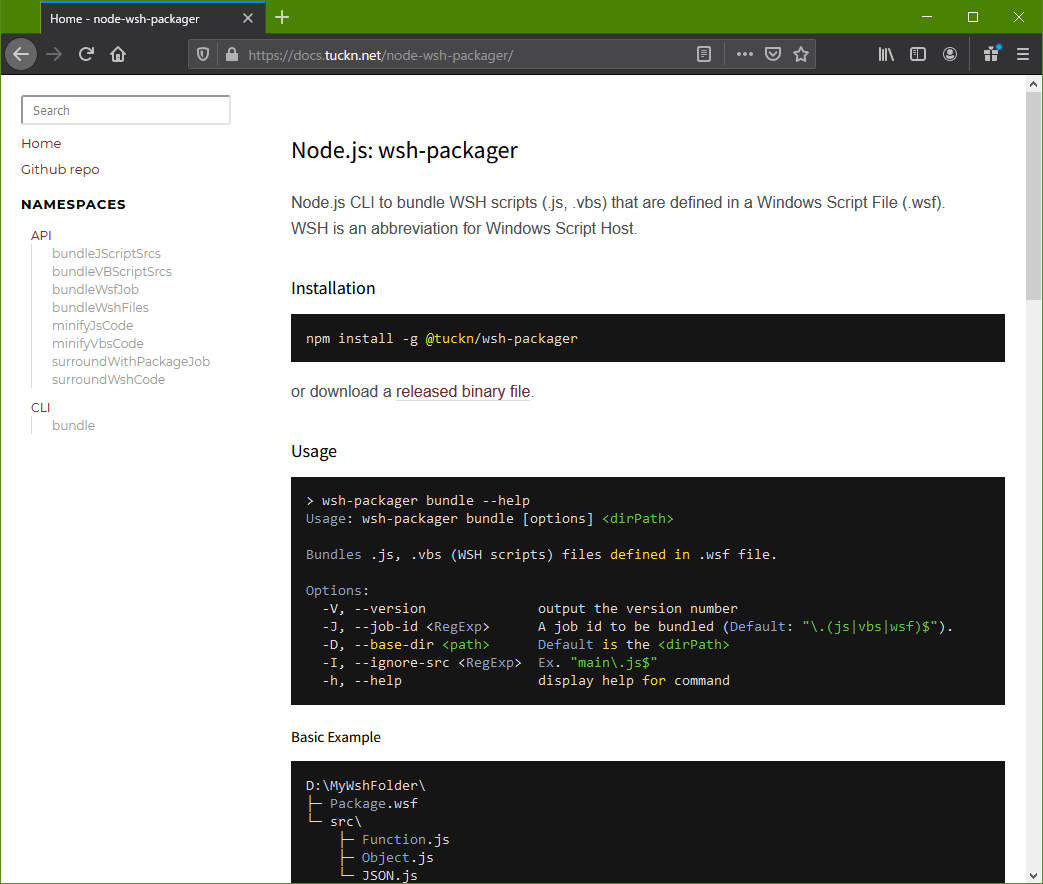 Home - node-wsh-packager
https://docs.tuckn.net/node-wsh-packager/
Search
Home
Github repo
NAMESPACES
API
bundleJScriptSrcs
bundleVBScriptSrcs
bundleWsfJob
bundleWshFiles
minifyJsCode
minifyVbsCode
surroundWithPackageJob
surroundWshCode
CLI
bundle
Node.js: wsh-packager
Node.js CLI to bundle WSH scripts (.js, .vbs) that are defined in a Windows Script File (.wsf).
WSH is an abbreviation for Windows Script Host.
Installation
npm install -g @tuckn/wsh-packager
or download a released binary file.
Usage
> wsh-packager bundle --help
Usage: wsh-packager bundle [options] <dirPath>
Bundles .js, .vbs (WSH scripts) files defined in .wsf file.
Options:
-V, --version output the version number
-J, --job-id <RegExp> A job id to be bundled (Default: "\.(js|vbs|wsf)$").
-D, --base-dir <path> Default is the <dirPath>
-I, --ignore-src <RegExp> Ex. "main\.js$"
-h, --help display help for command
Basic Example
D:\MyWshFolder\
├─ Package.wsf
└─ src\
├─ Function.js
├─ Object.js
└─ JSON.js